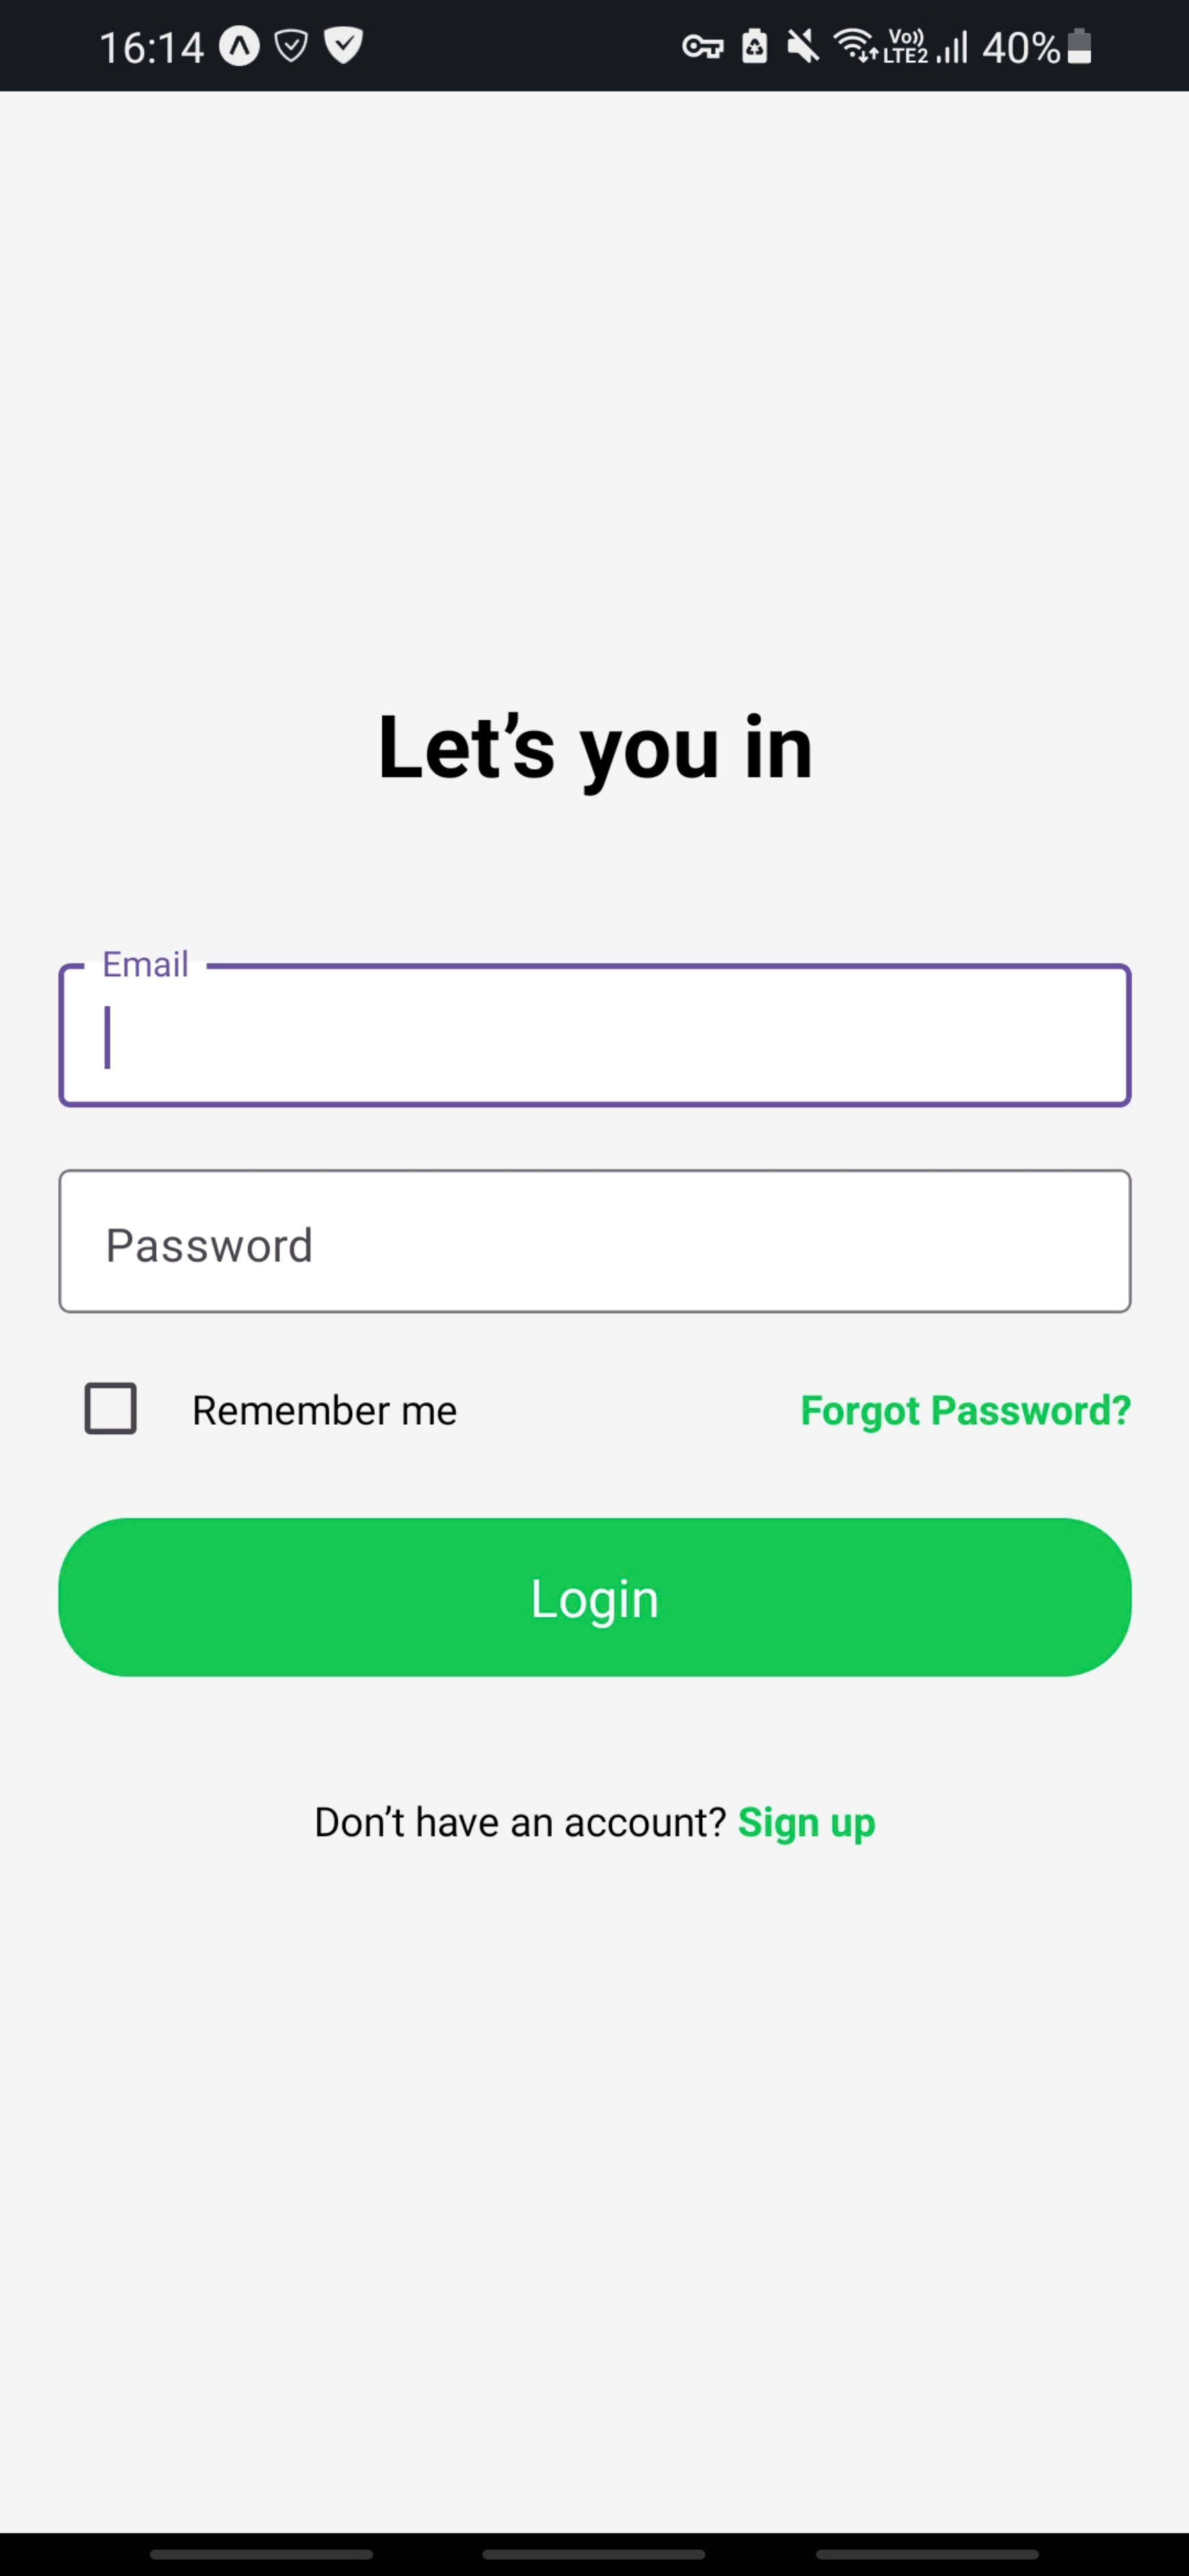 16:14 Vo)) LTE2 40%
Let’s you in
Email
Password
Remember me Forgot Password?
Login
Don’t have an account? Sign up